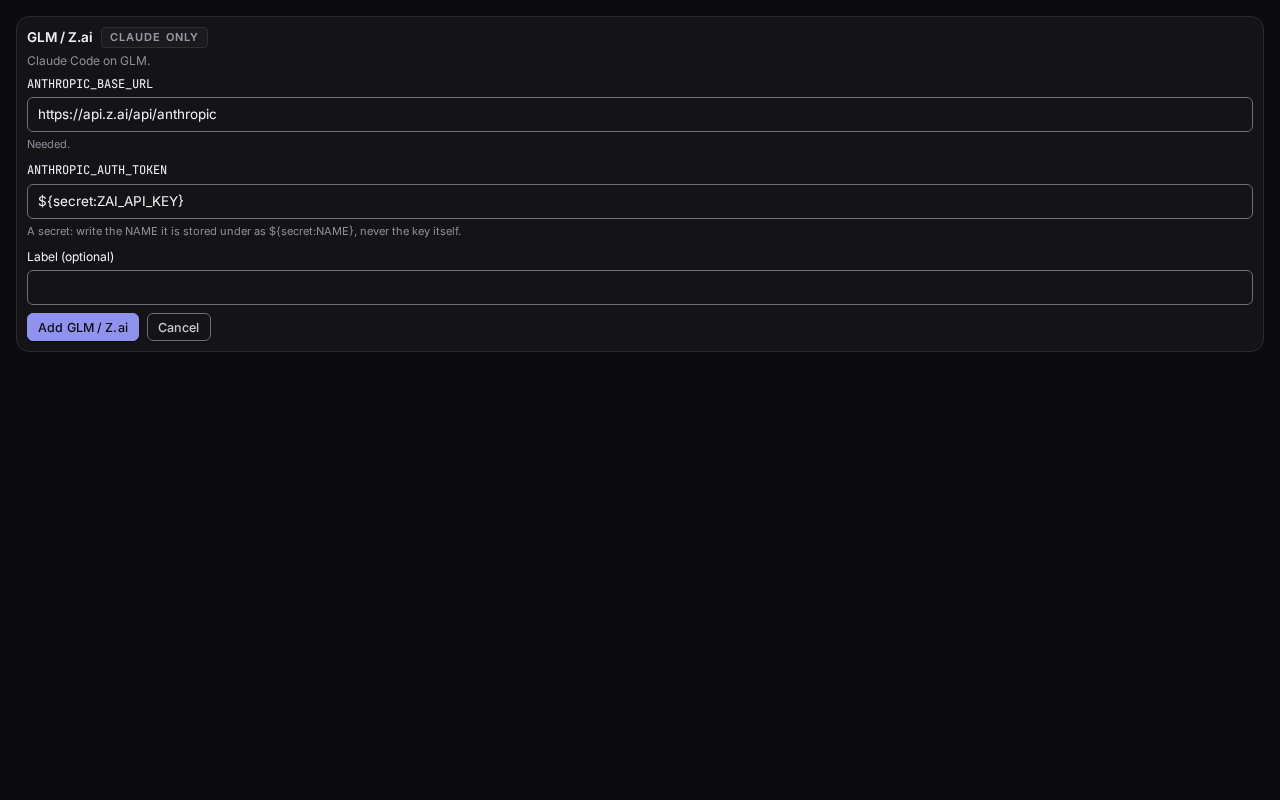 GLM / Z.ai CLAUDE ONLY
Claude Code on GLM.
ANTHROPIC_BASE_URL
https://api.z.ai/api/anthropic
Needed.
ANTHROPIC_AUTH_TOKEN
${secret:ZAI_API_KEY}
A secret: write the NAME it is stored under as ${secret:NAME}, never the key itself.
Label (optional)
Add GLM / Z.ai Cancel